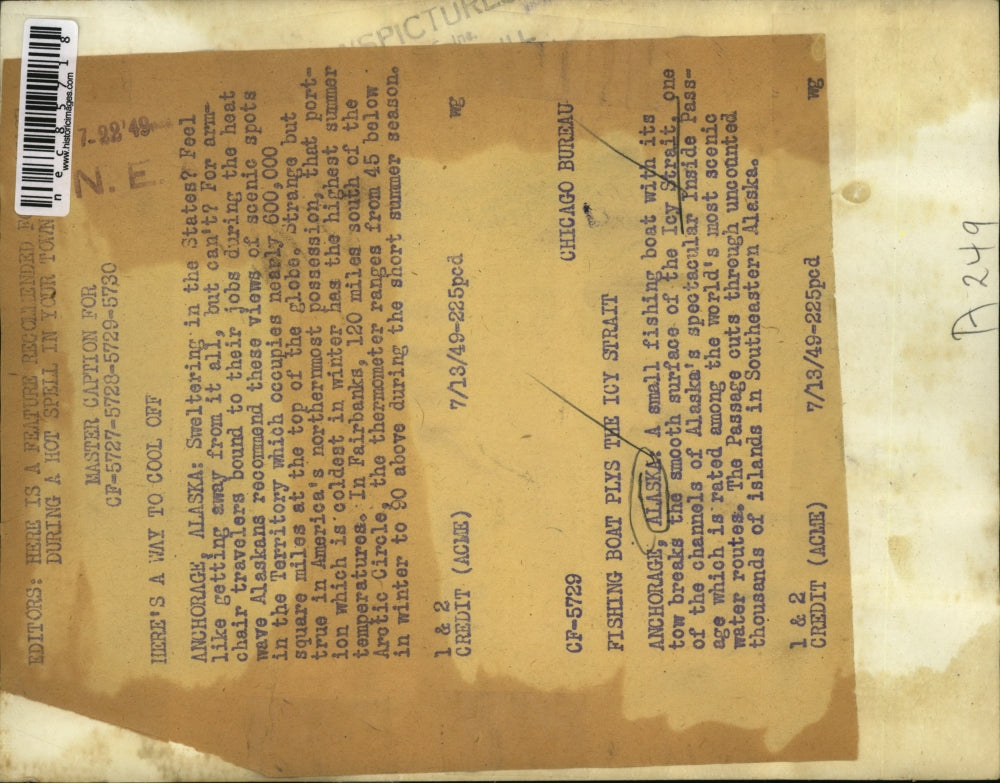 EDITORS: HERE IS A FEATURE RECOMMENDED
DURING A HOT SPELL IN YOUR TOWN
MASTER CAPTION FOR
CF-5727-5728-5729-5730
HERE'S A WAY TO COOL OFF
ANCHORAGE, ALASKA: Sweltering in the States? Feel
like getting away from it all, but can't? For arm-
chair travelers bound to their jobs during the heat
wave Alaskans recommend these views of scenic spots
in the Territory which occupies nearly 600,000
square miles at the top of the globe. Strange but
true in America's northernmost possession, that port-
ion which is coldest in winter has the highest summer
temperatures. In Fairbanks, 120 miles south of the
Arctic Circle, the thermometer ranges from 45 below
in winter to 90 above during the short summer season.
1 & 2
CREDIT (ACME) 7/13/49-225pcd wg
CF-5729 CHICAGO BUREAU
FISHING BOAT PLYS THE ICY STRAIT
ANCHORAGE, ALASKA: A small fishing boat with its
tow breaks the smooth surface of the Icy Strait, one
of the channels of Alaska's spectacular Inside Pass-
age which is rated among the world's most scenic
water routes. The Passage cuts through uncounted
thousands of islands in Southeastern Alaska.
1 & 2
CREDIT (ACME) 7/13/49-225pcd wg
A249
7-22'49
N. E.
www.historicimages.com
Inc.